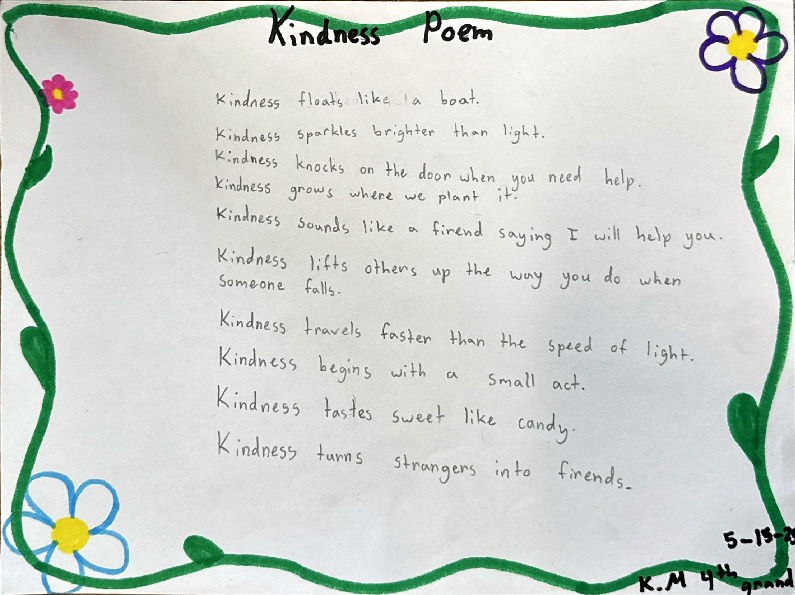 Kindness Poem
Kindness floats like a boat.
Kindness sparkles brighter than light.
Kindness knocks on the door when you need help.
Kindness grows where we plant it.
Kindness sounds like a firend saying I will help you.
Kindness lifts others up the way you do when
someone falls.
Kindness travels faster than the speed of light.
Kindness begins with a small act.
Kindness tastes sweet like candy.
Kindness turns strangers into firends.
5-15-25
K.M 4th grand